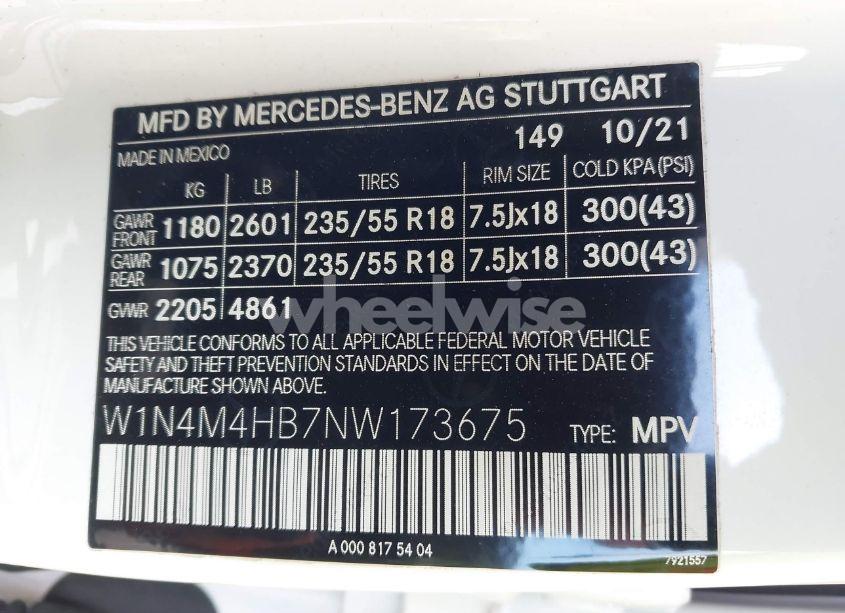 MFD BY MERCEDES-BENZ AG STUTTGART
MADE IN MEXICO 149 10/21
KG LB TIRES RIM SIZE COLD KPA(PSI)
GAWR FRONT 1180 2601 235/55 R18 7.5Jx18 300(43)
GAWR REAR 1075 2370 235/55 R18 7.5Jx18 300(43)
GVWR 2205 4861
wheelwise
THIS VEHICLE CONFORMS TO ALL APPLICABLE FEDERAL MOTOR VEHICLE
SAFETY AND THEFT PREVENTION STANDARDS IN EFFECT ON THE DATE OF
MANUFACTURE SHOWN ABOVE.
W1N4M4HB7NW173675 TYPE: MPV
A 000 817 54 04 7921557